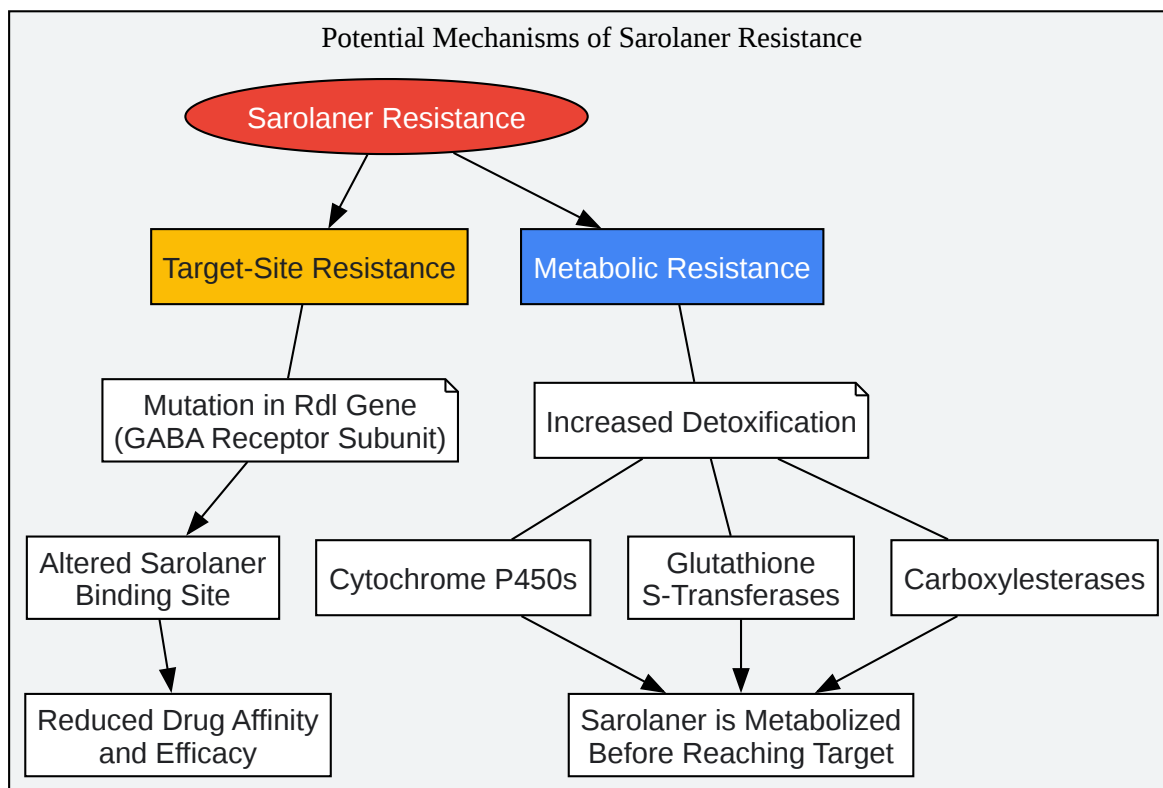 Potential Mechanisms of Sarolaner Resistance
Sarolaner Resistance
Target-Site Resistance
Metabolic Resistance
Mutation in Rdl Gene
(GABA Receptor Subunit)
Increased Detoxification
Altered Sarolaner
Binding Site
Cytochrome P450s
Glutathione
S-Transferases
Carboxylesterases
Reduced Drug Affinity
and Efficacy
Sarolaner is Metabolized
Before Reaching Target